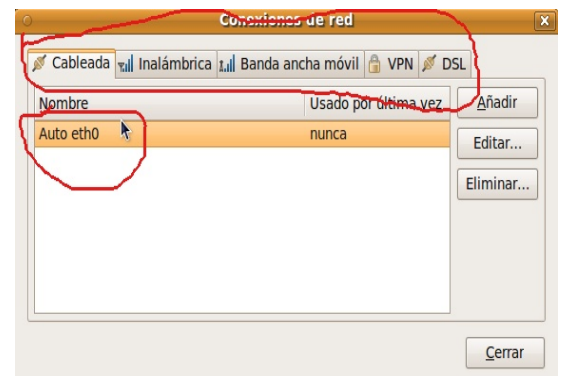 Conexiones de red
Cableada Inalámbrica Banda ancha móvil VPN DSL
Nombre Usado por última vez Añadir
Auto eth0 nunca Editar...
Eliminar...
Cerrar